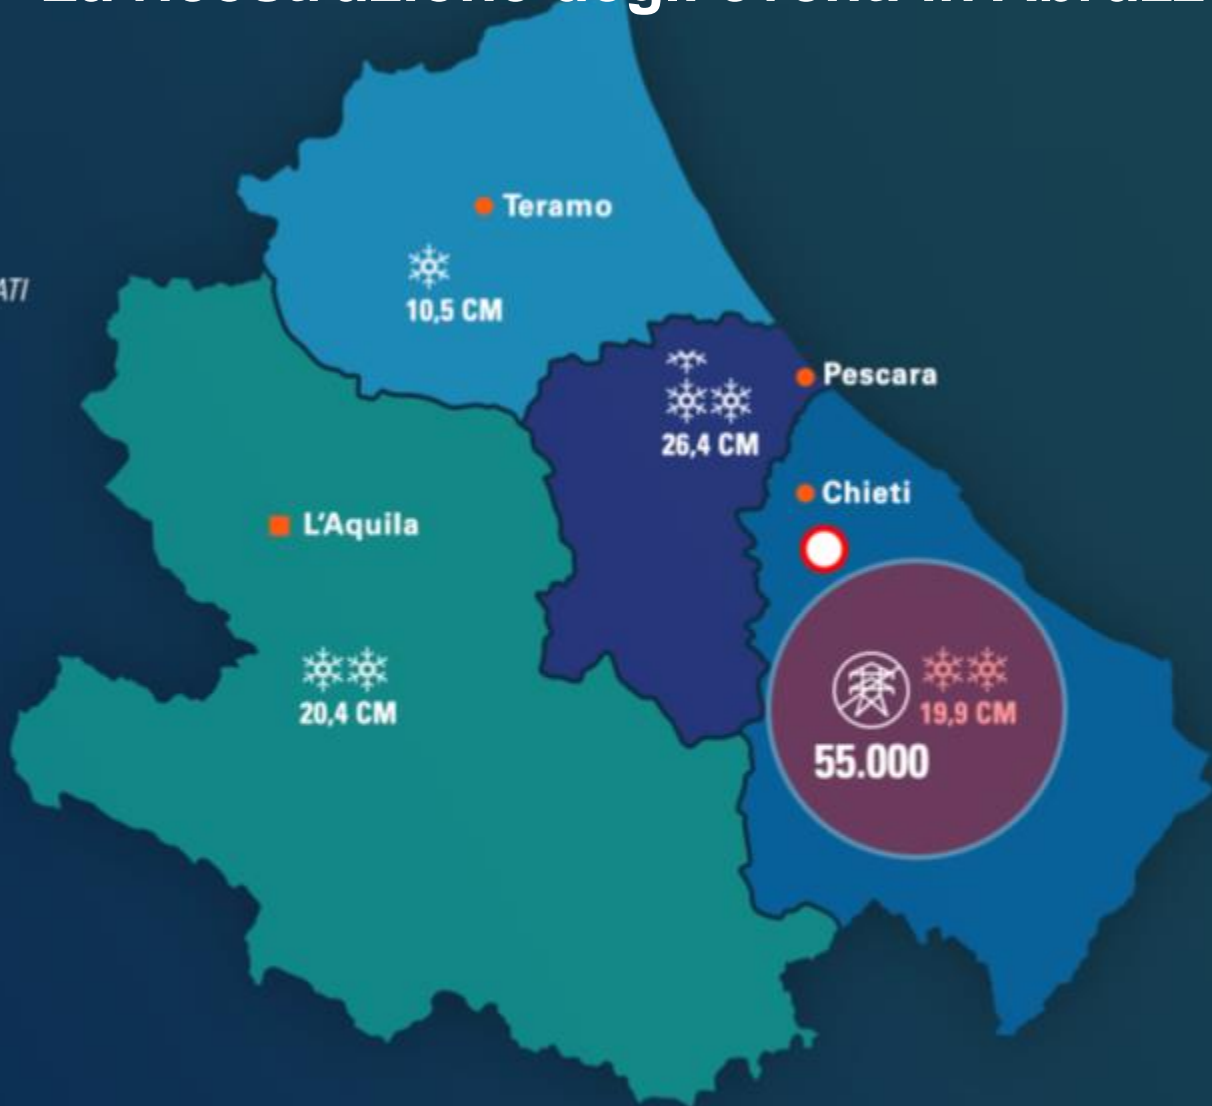 Teramo
10,5 CM
Pescara
26,4 CM
Chieti
L'Aquila
20,4 CM
19,9 CM
55.000